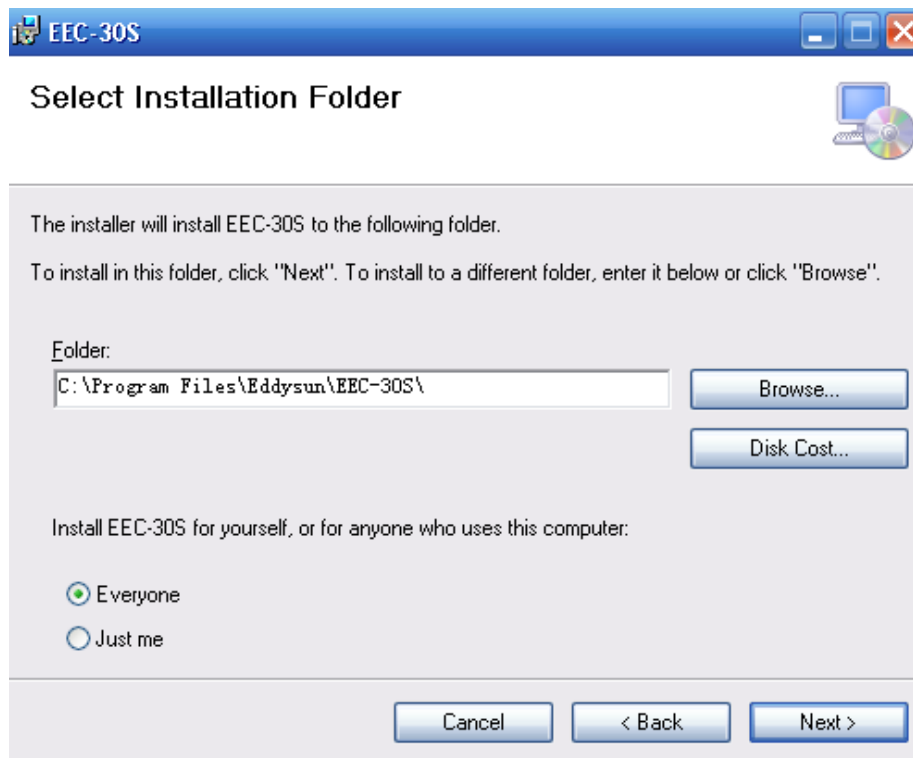 EEC-30S
Select Installation Folder
The installer will install EEC-30S to the following folder.
To install in this folder, click "Next". To install to a different folder, enter it below or click "Browse".
Folder:
C:\Program Files\Eddysun\EEC-30S\
Browse...
Disk Cost...
Install EEC-30S for yourself, or for anyone who uses this computer:
Everyone
Just me
Cancel
< Back
Next >